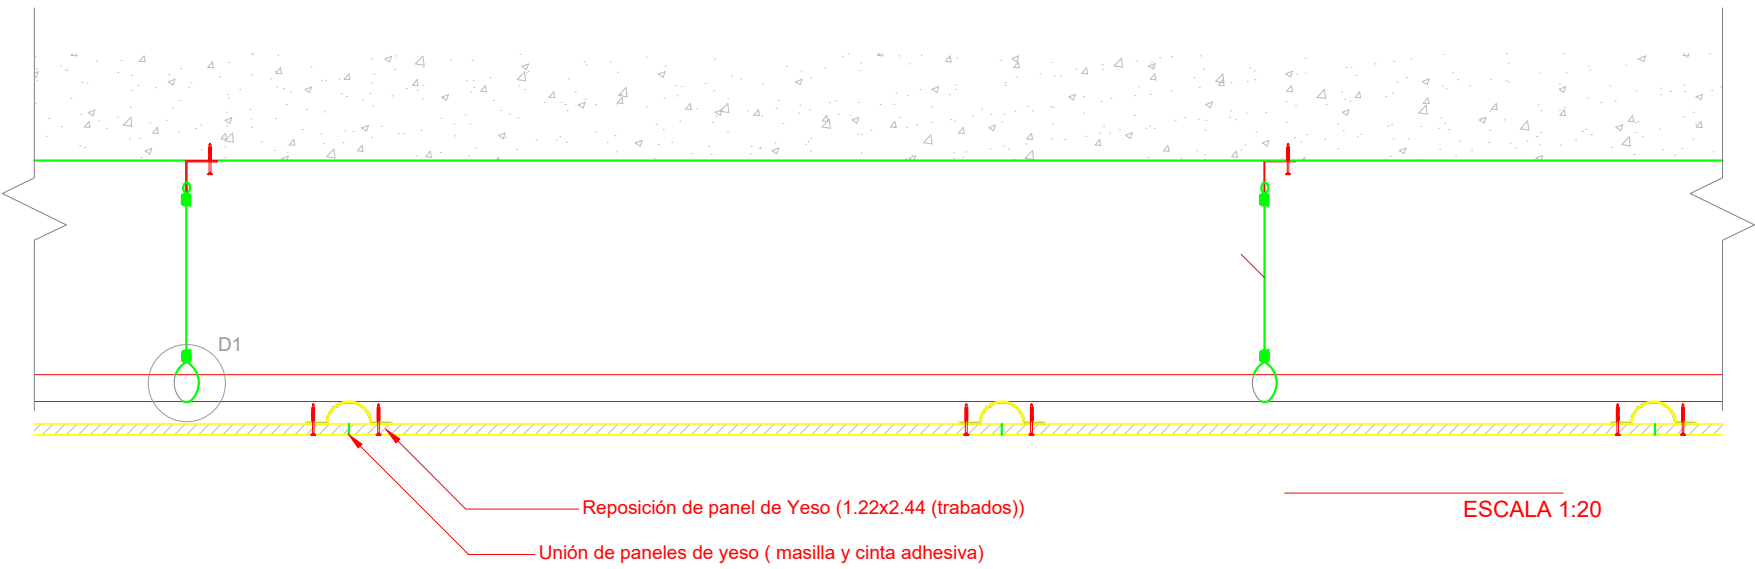 D1
Reposición de panel de Yeso (1.22x2.44 (trabados))
ESCALA 1:20
Unión de paneles de yeso ( masilla y cinta adhesiva)